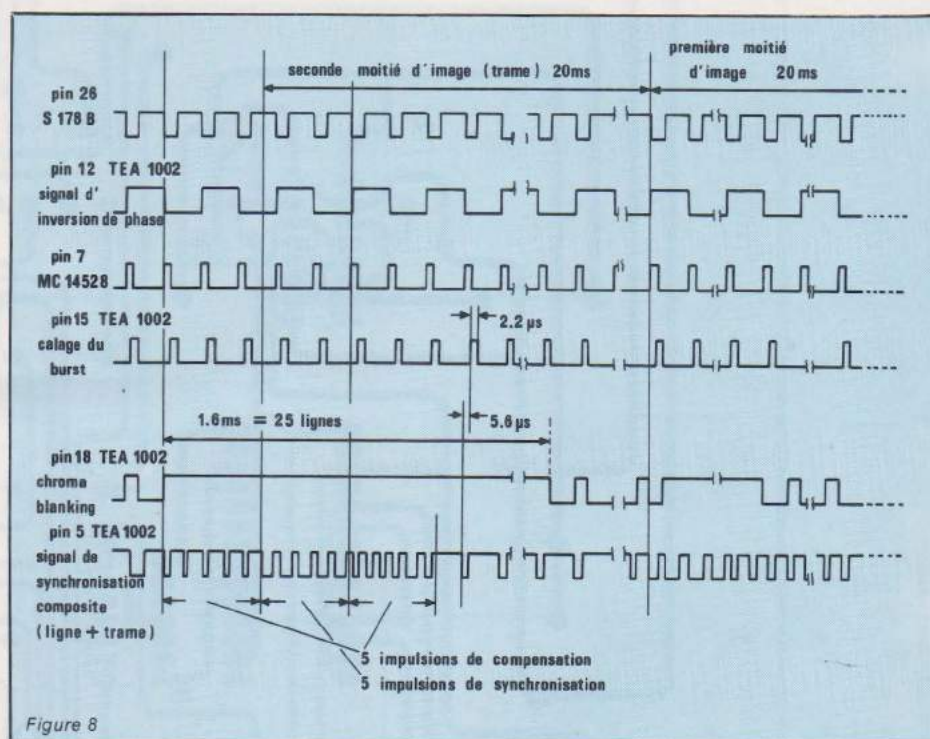 première moitié
d'image 20ms
seconde moitié d'image (trame) 20ms
pin 26
S 178 B
pin 12 TEA 1002
signal d'
inversion de phase
pin 7
MC 14528
pin15 TEA 1002
calage du
burst
2.2 µs
1.6ms = 25 lignes
5.6 µs
pin18 TEA 1002
chroma
blanking
pin 5 TEA 1002
signal de
synchronisation
composite
(ligne + trame)
5 impulsions de compensation
5 impulsions de synchronisation
Figure 8